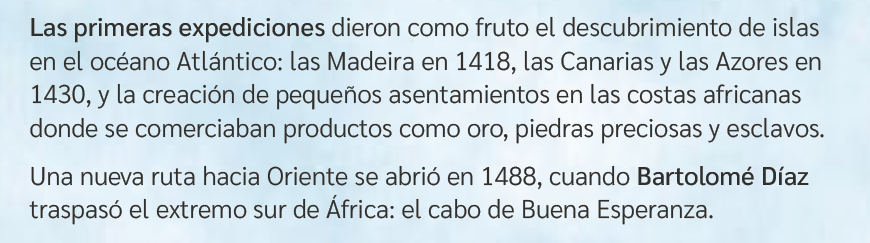 Las primeras expediciones dieron como fruto el descubrimiento de islas
en el océano Atlántico: las Madeira en 1418, las Canarias y las Azores en
1430, y la creación de pequeños asentamientos en las costas africanas
donde se comerciaban productos como oro, piedras preciosas y esclavos.
Una nueva ruta hacia Oriente se abrió en 1488, cuando Bartolomé Díaz
traspasó el extremo sur de África: el cabo de Buena Esperanza.